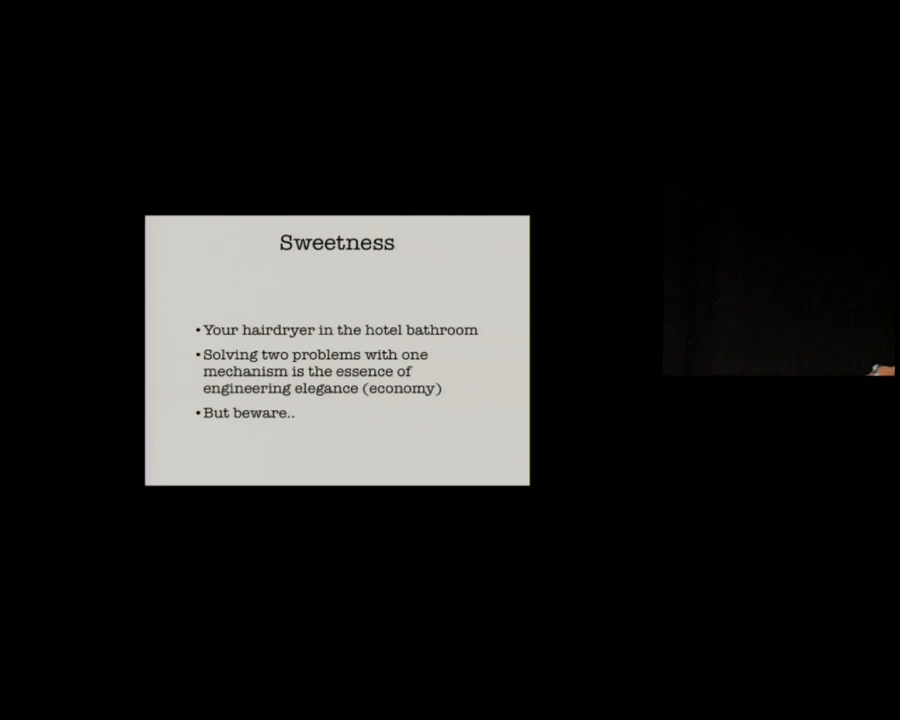 Sweetness
• Your hairdryer in the hotel bathroom
• Solving two problems with one
mechanism is the essence of
engineering elegance (economy)
• But beware..